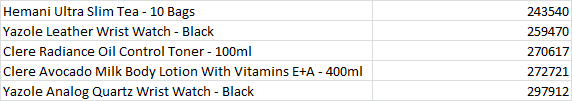 Hemani Ultra Slim Tea - 10 Bags 243540
Yazole Leather Wrist Watch - Black 259470
Clere Radiance Oil Control Toner - 100ml 270617
Clere Avocado Milk Body Lotion With Vitamins E+A - 400ml 272721
Yazole Analog Quartz Wrist Watch - Black 297912